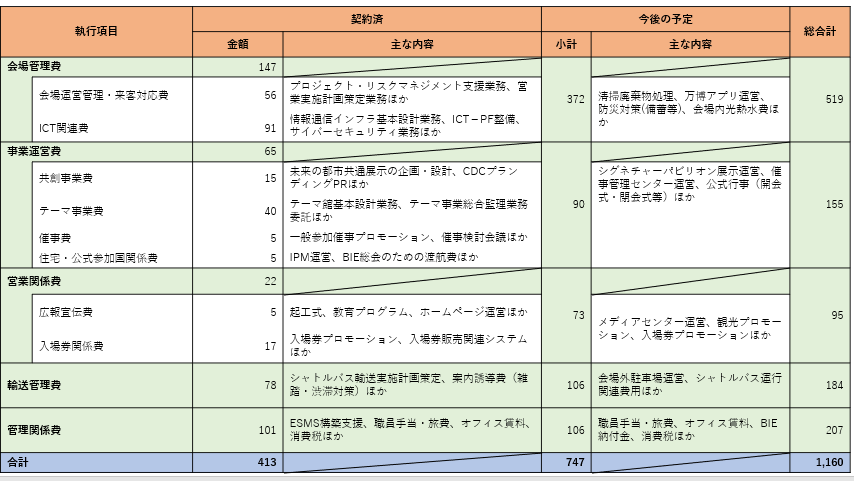 執行項目
契約済
今後の予定
総合計
金額
主な内容
小計
主な内容
会場管理費
147
372
519
会場運営管理・来客対応費
56
プロジェクト・リスクマネジメント支援業務、営
業実施計画策定業務ほか
清掃廃棄物処理、万博アプリ運営、
防災対策(備蓄等)、会場内光熱水費ほ
か
ICT関連費
91
情報通信インフラ基本設計業務、ICT－PF整備、
サイバーセキュリティ業務ほか
事業運営費
65
90
155
共創事業費
15
未来の都市共通展示の企画・設計、CDCブラン
ディングPRほか
シグネチャーパビリオン展示運営、催
事管理センター運営、公式行事（開会
式・閉会式等）ほか
テーマ事業費
40
テーマ館基本設計業務、テーマ事業総合監理業務
委託ほか
催事費
5
一般参加催事プロモーション、催事検討会議ほか
住宅・公式参加国関係費
5
IPM運営、BIE総会のための渡航費ほか
営業関係費
22
73
95
広報宣伝費
5
起工式、教育プログラム、ホームページ運営ほか
メディアセンター運営、観光プロモー
ション、入場券プロモーションほか
入場券関係費
17
入場券プロモーション、入場券販売関連システム
ほか
輸送管理費
78
シャトルバス輸送実施計画策定、案内誘導費（雑
踏・渋滞対策）ほか
106
会場外駐車場運営、シャトルバス運行
関連費用ほか
184
管理関係費
101
ESMS構築支援、職員手当・旅費、オフィス賃料、
消費税ほか
106
職員手当・旅費、オフィス賃料、BIE
納付金、消費税ほか
207
合計
413
747
1,160